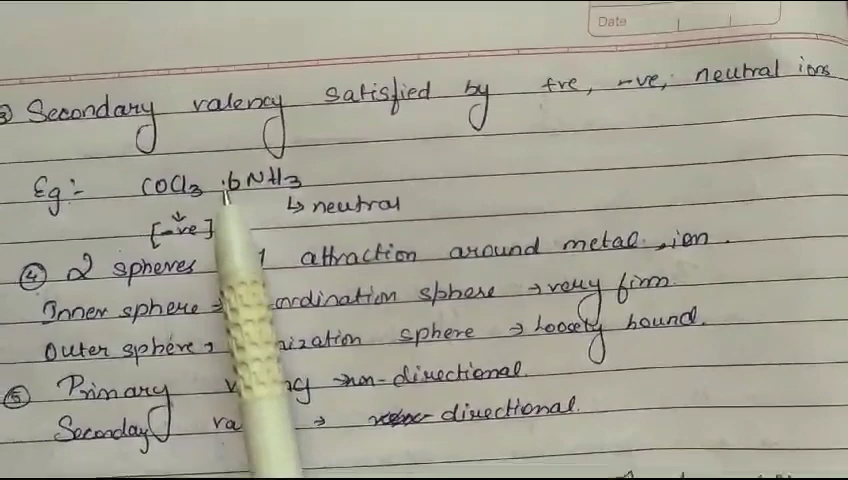 Date
③ Secondary valency satisfied by +ve, -ve, neutral ions
Eg:- COCl3 .6NH3
↳ neutral
[-ve]
④ 2 spheres attraction around metal ion.
Inner sphere ordination sphere → very firm
Outer sphere, nization sphere → Loosely bound.
⑤ Primary → non-directional
Seconday → directional.